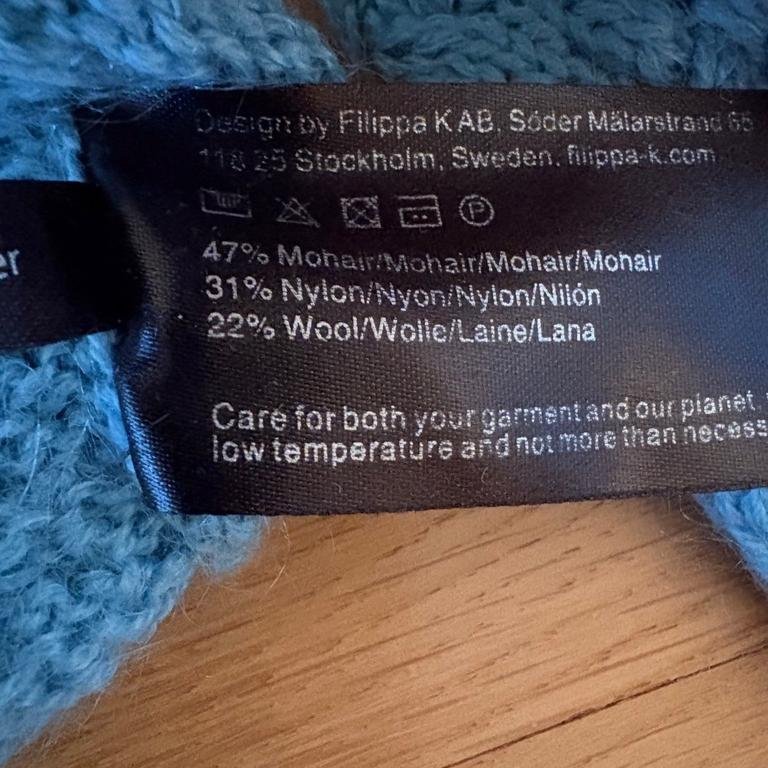 Design by Filippa K AB, Söder Mälarstrand 65
118 25 Stockholm, Sweden. filippa-k.com
P
47% Mohair/Mohair/Mohair/Mohair
er
31% Nylon/Nyon/Nylon/Nilón
22% Wool/Wolle/Laine/Lana
Care for both your garment and our planet
low temperature and not more than necess